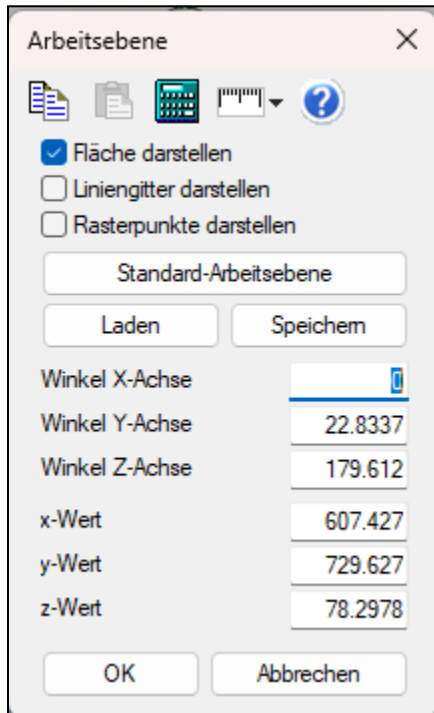 Arbeitsebene
Fläche darstellen
Liniengitter darstellen
Rasterpunkte darstellen
Standard-Arbeitsebene
Laden Speichern
Winkel X-Achse 0
Winkel Y-Achse 22.8337
Winkel Z-Achse 179.612
x-Wert 607.427
y-Wert 729.627
z-Wert 78.2978
OK Abbrechen